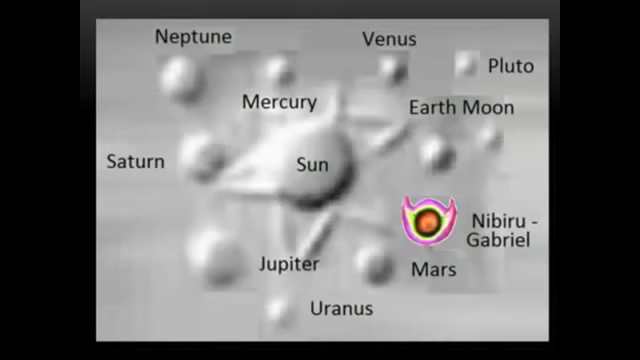 Neptune
Venus
Pluto
Mercury
Earth Moon
Saturn
Sun
Nibiru -
Gabriel
Jupiter
Mars
Uranus